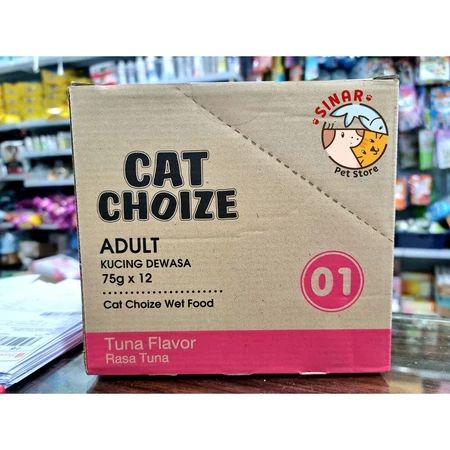 SINAR
Pet Store
CAT
CHOIZE
ADULT
KUCING DEWASA
75g x 12
Cat Choize Wet Food
01
Tuna Flavor
Rasa Tuna